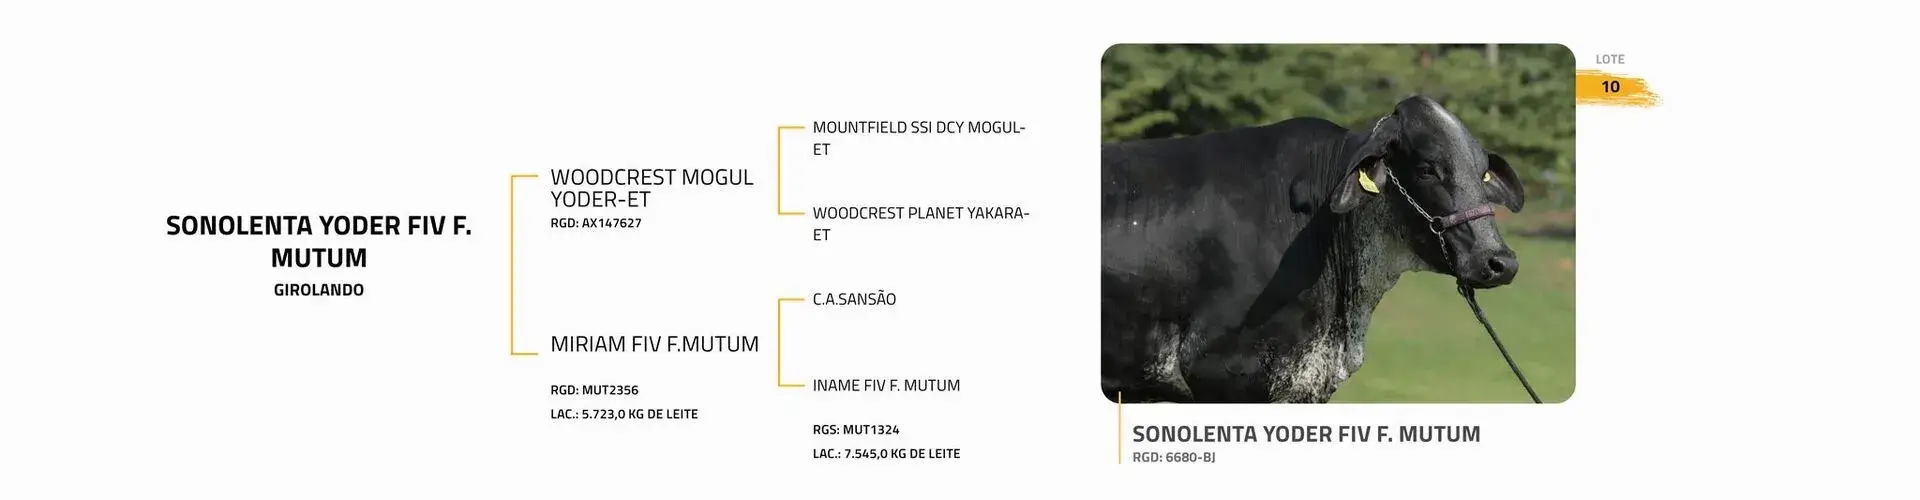 SONOLENTA YODER FIV F.
MUTUM
GIROLANDO
WOODCREST MOGUL
YODER-ET
RGD: AX147627
MIRIAM FIV F.MUTUM
RGD: MUT2356
LAC.: 5.723,0 KG DE LEITE
MOUNTFIELD SSI DCY MOGUL-
ET
WOODCREST PLANET YAKARA-
ET
C.A.SANSÃO
INAME FIV F. MUTUM
RGS: MUT1324
LAC.: 7.545,0 KG DE LEITE
LOTE
10
SONOLENTA YODER FIV F. MUTUM
RGD: 6680-BJ